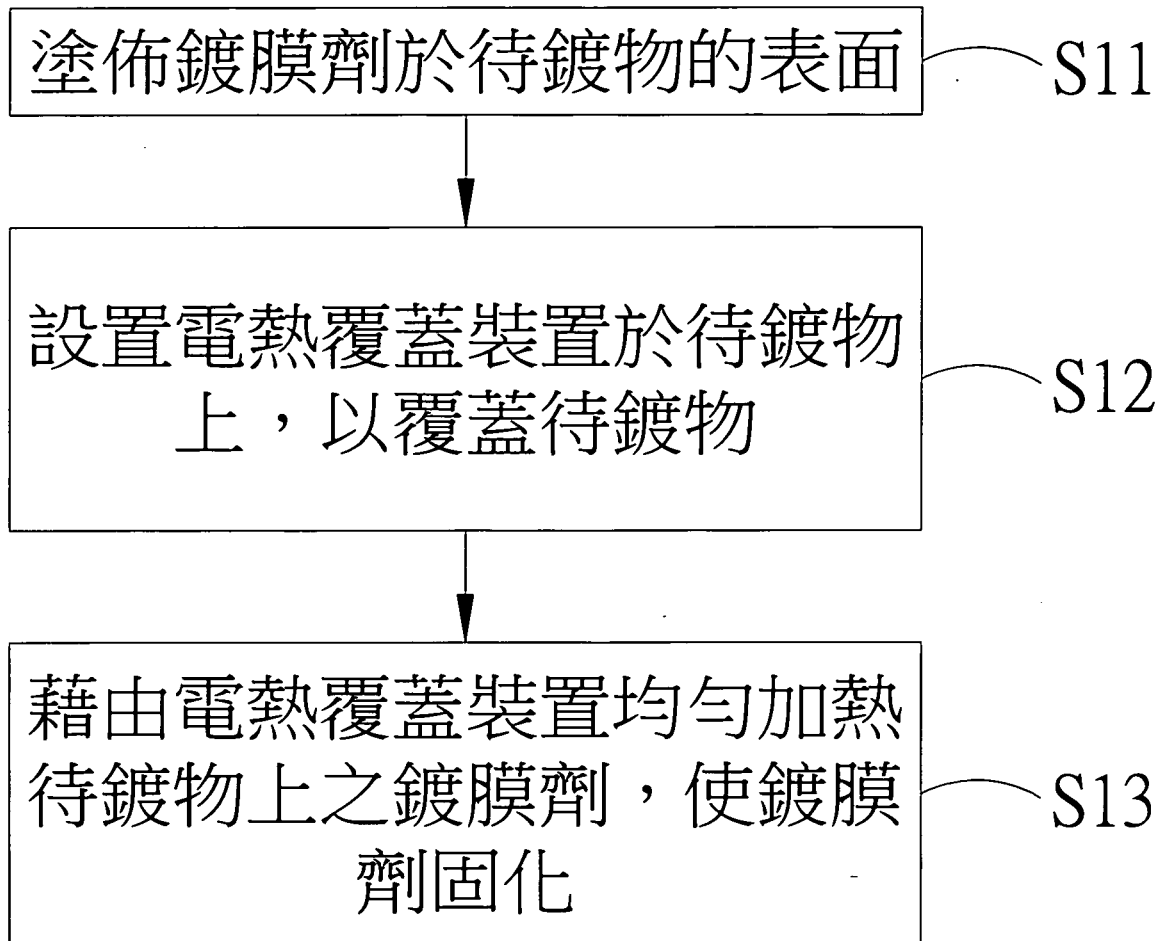 塗佈鍍膜劑於待鍍物的表面
S11
設置電熱覆蓋裝置於待鍍物
上，以覆蓋待鍍物
S12
藉由電熱覆蓋裝置均勻加熱
待鍍物上之鍍膜劑，使鍍膜
劑固化
S13